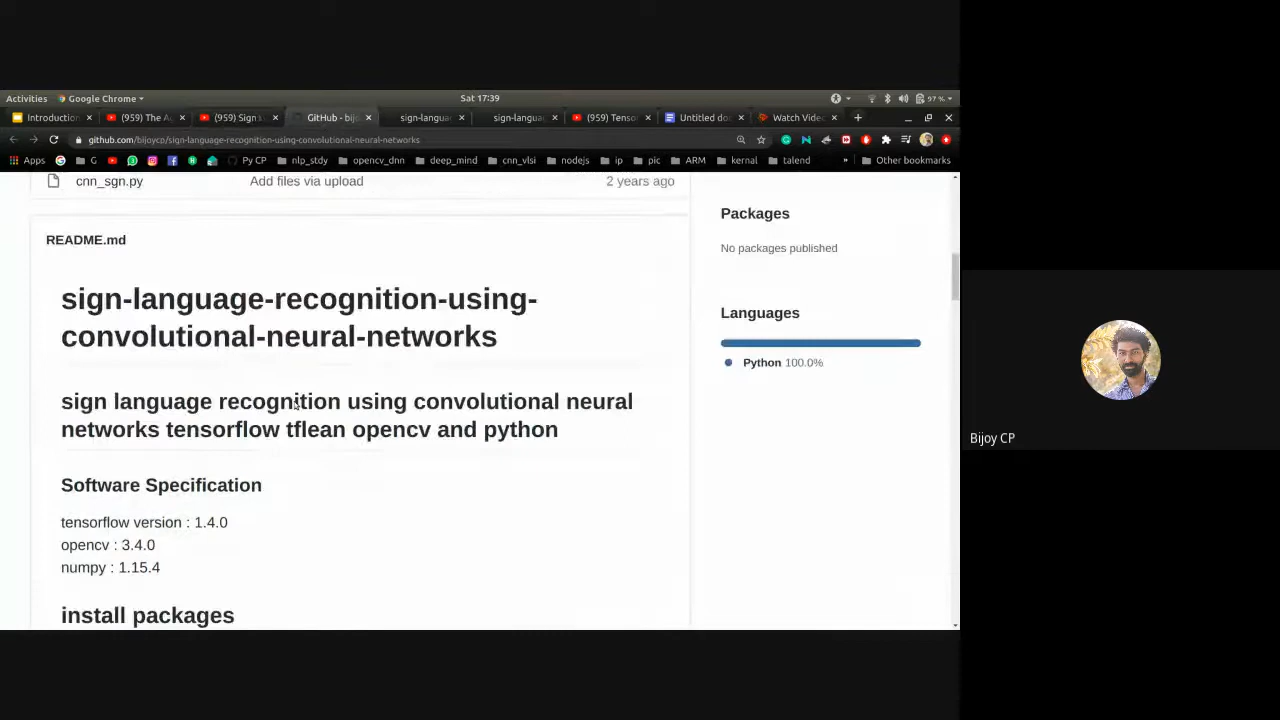 Activities
Google Chrome
Sat 17:39
97 %
Introduction
(959) The A
(959) Sign
GitHub - bijo
sign-langua
sign-langua
(959) Tenso
Untitled do
Watch Video
github.com/bijoycp/sign-language-recognition-using-convolutional-neural-networks
Apps
G
Py CP
nlp_stdy
opencv_dnn
deep_mind
cnn_vlsi
nodejs
ip
pic
ARM
kernal
talend
»
Other bookmarks
cnn_sgn.py
Add files via upload
2 years ago
README.md
sign-language-recognition-using-
convolutional-neural-networks
sign language recognition using convolutional neural
networks tensorflow tflean opencv and python
Software Specification
tensorflow version : 1.4.0
opencv : 3.4.0
numpy : 1.15.4
install packages
Packages
No packages published
Languages
Python 100.0%
Bijoy CP